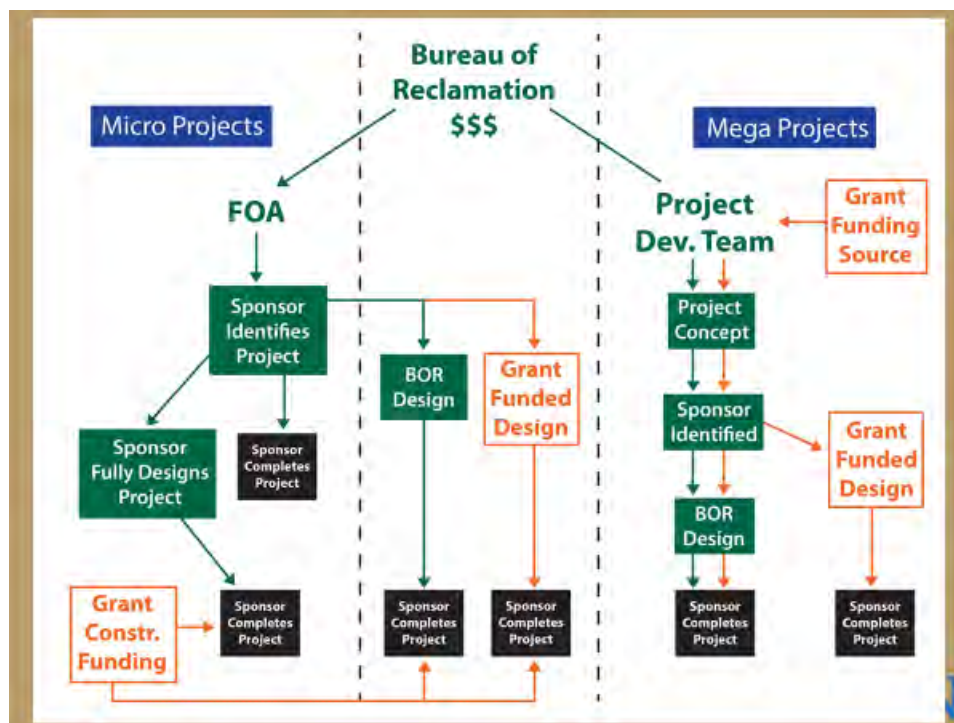 Bureau of
Reclamation
$$$
Micro Projects
Mega Projects
FOA
Project
Dev. Team
Grant
Funding
Source
Sponsor
Identifies
Project
Project
Concept
BOR
Design
Grant
Funded
Design
Sponsor
Identified
Grant
Funded
Design
Sponsor
Fully Designs
Project
Sponsor
Completes
Project
BOR
Design
Grant
Constr.
Funding
Sponsor
Completes
Project
Sponsor
Completes
Project
Sponsor
Completes
Project
Sponsor
Completes
Project
Sponsor
Completes
Project